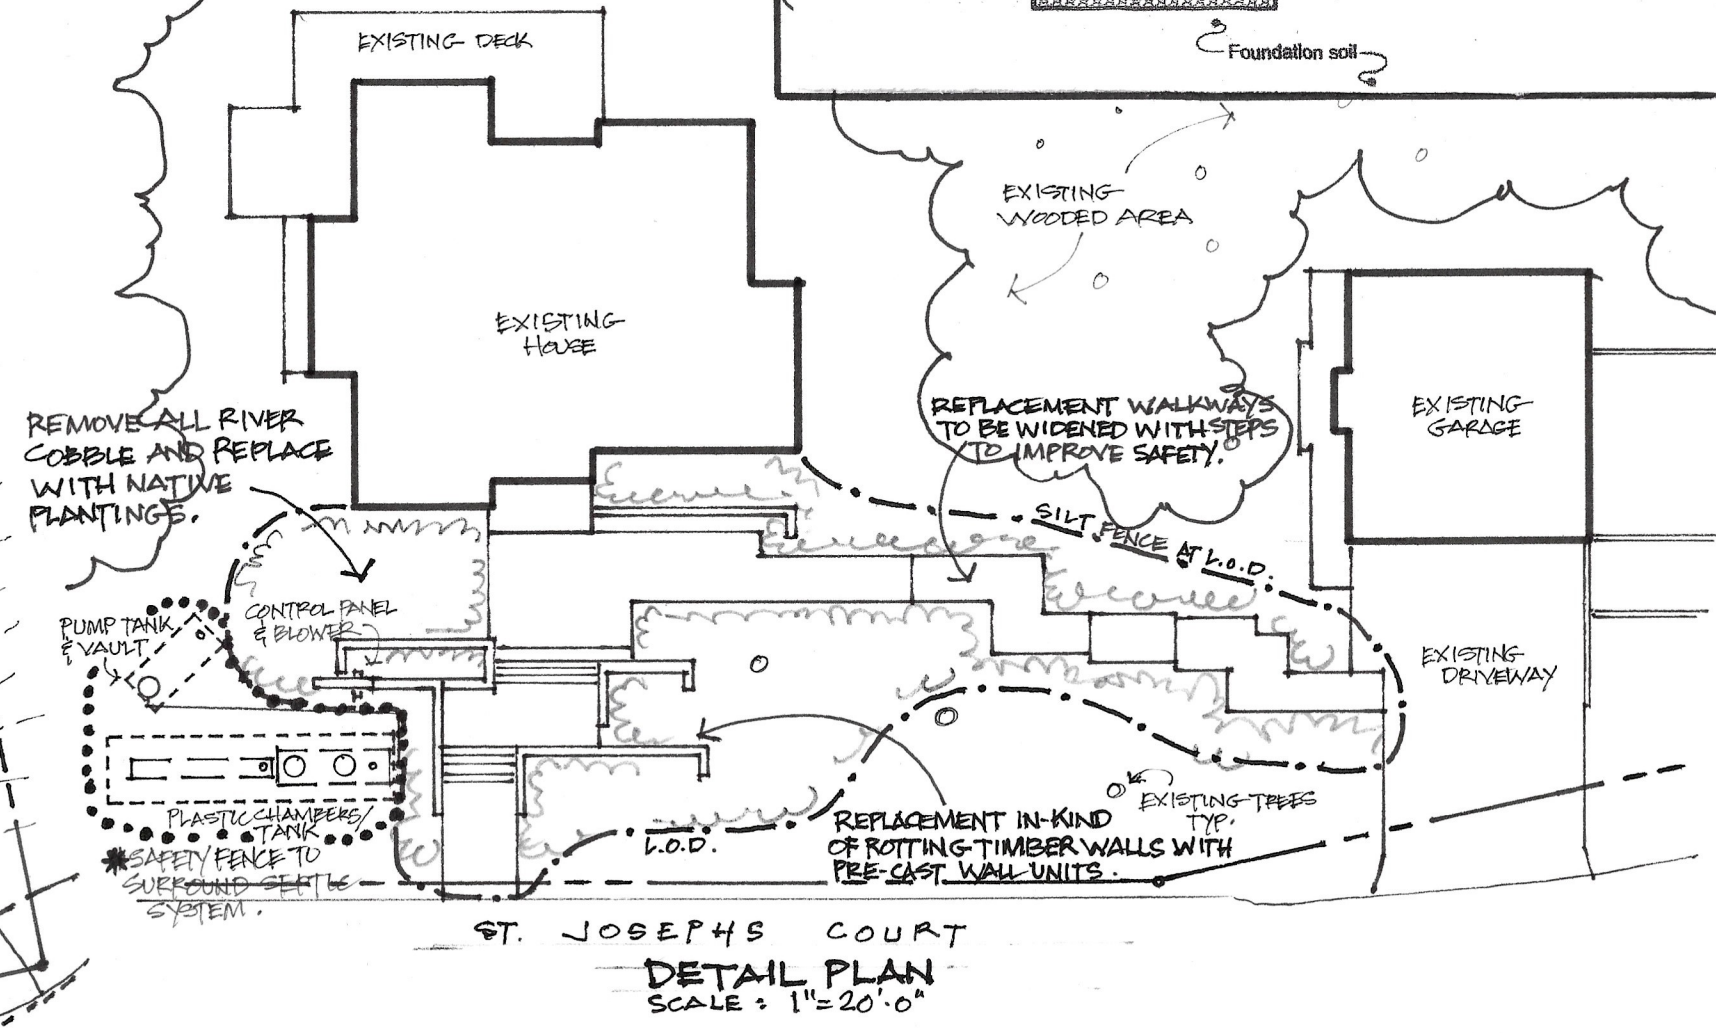 EXISTING DECK
Foundation soil
EXISTING
WOODED AREA
EXISTING
HOUSE
REMOVE ALL RIVER
COBBLE AND REPLACE
WITH NATIVE
PLANTINGS.
REPLACEMENT WALKWAYS
TO BE WIDENED WITH STEPS
TO IMPROVE SAFETY.
EXISTING
GARAGE
SILT FENCE AT L.O.D.
CONTROL PANEL
& BLOWER
PUMP TANK
& VAULT
EXISTING
DRIVEWAY
PLASTIC CHAMBERS/
TANK
EXISTING TREES
TYP.
L.O.D.
REPLACEMENT IN-KIND
OF ROTTING TIMBER WALLS WITH
PRE-CAST WALL UNITS.
*SAFETY FENCE TO
SURROUND SEPTIC
SYSTEM.
ST. JOSEPHS COURT
DETAIL PLAN
SCALE: 1"=20'-0"